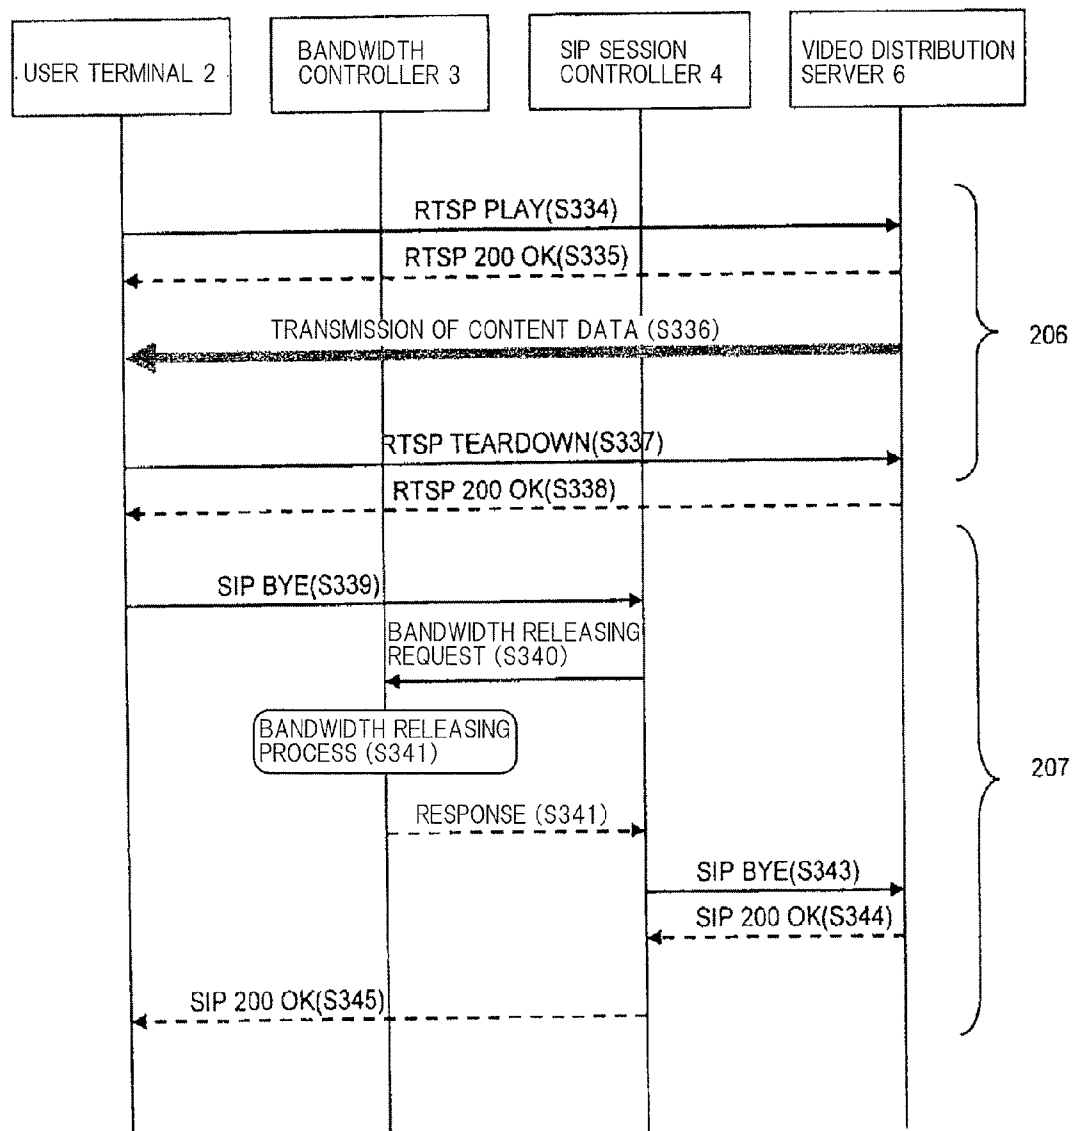 USER TERMINAL 2
BANDWIDTH
CONTROLLER 3
SIP SESSION
CONTROLLER 4
VIDEO DISTRIBUTION
SERVER 6
RTSP PLAY(S334)
RTSP 200 OK(S335)
TRANSMISSION OF CONTENT DATA (S336)
206
RTSP TEARDOWN(S337)
RTSP 200 OK(S338)
SIP BYE(S339)
BANDWIDTH RELEASING
REQUEST (S340)
BANDWIDTH RELEASING
PROCESS (S341)
207
RESPONSE (S341)
SIP BYE(S343)
SIP 200 OK(S344)
SIP 200 OK(S345)